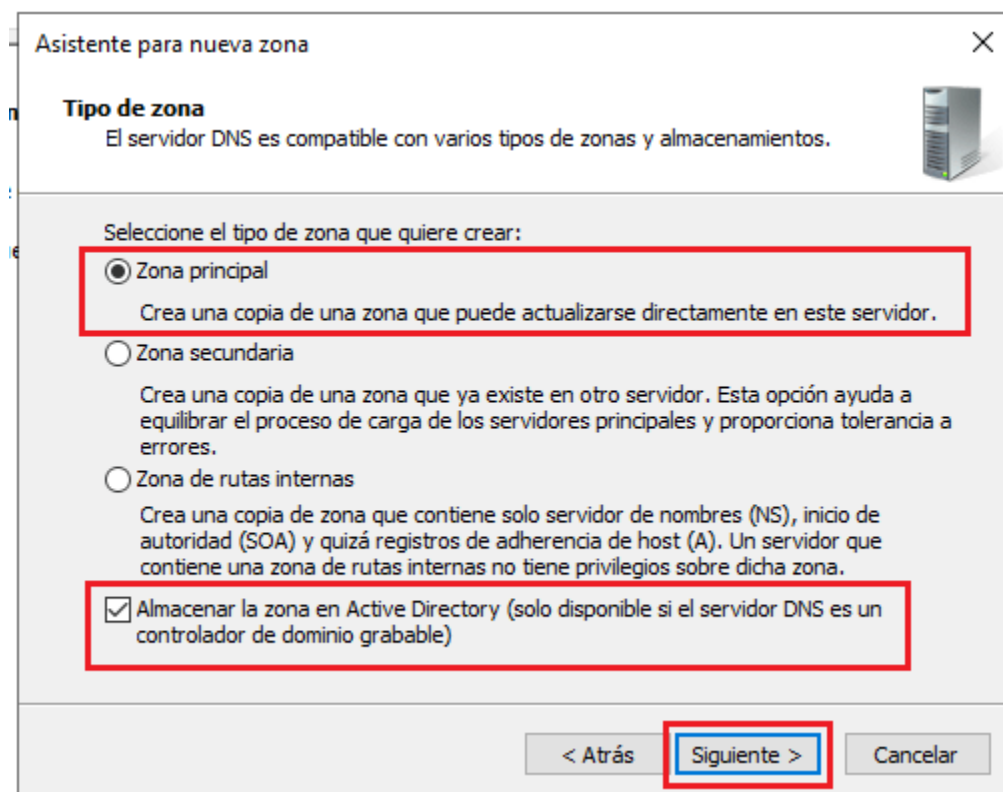 Asistente para nueva zona
Tipo de zona
El servidor DNS es compatible con varios tipos de zonas y almacenamientos.
Seleccione el tipo de zona que quiere crear:
Zona principal
Crea una copia de una zona que puede actualizarse directamente en este servidor.
Zona secundaria
Crea una copia de una zona que ya existe en otro servidor. Esta opción ayuda a
equilibrar el proceso de carga de los servidores principales y proporciona tolerancia a
errores.
Zona de rutas internas
Crea una copia de zona que contiene solo servidor de nombres (NS), inicio de
autoridad (SOA) y quizá registros de adherencia de host (A). Un servidor que
contiene una zona de rutas internas no tiene privilegios sobre dicha zona.
Almacenar la zona en Active Directory (solo disponible si el servidor DNS es un
controlador de dominio grabable)
< Atrás Siguiente > Cancelar